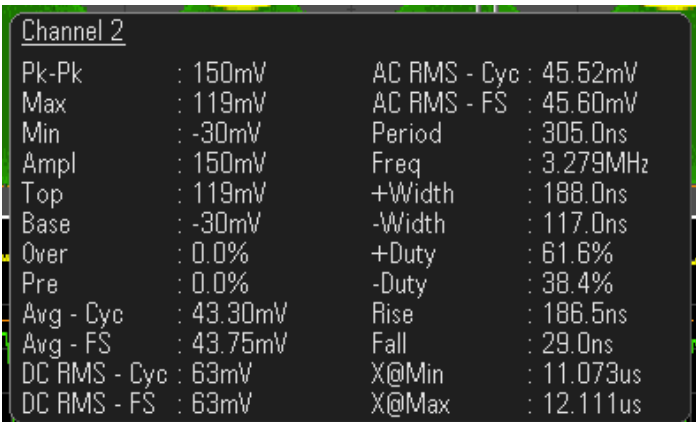 Channel 2
Pk-Pk : 150mV AC RMS - Cyc : 45.52mV
Max : 119mV AC RMS - FS : 45.60mV
Min : -30mV Period : 305.0ns
Ampl : 150mV Freq : 3.279MHz
Top : 119mV +Width : 188.0ns
Base : -30mV -Width : 117.0ns
Over : 0.0% +Duty : 61.6%
Pre : 0.0% -Duty : 38.4%
Avg - Cyc : 43.30mV Rise : 186.5ns
Avg - FS : 43.75mV Fall : 29.0ns
DC RMS - Cyc : 63mV X@Min : 11.073us
DC RMS - FS : 63mV X@Max : 12.111us